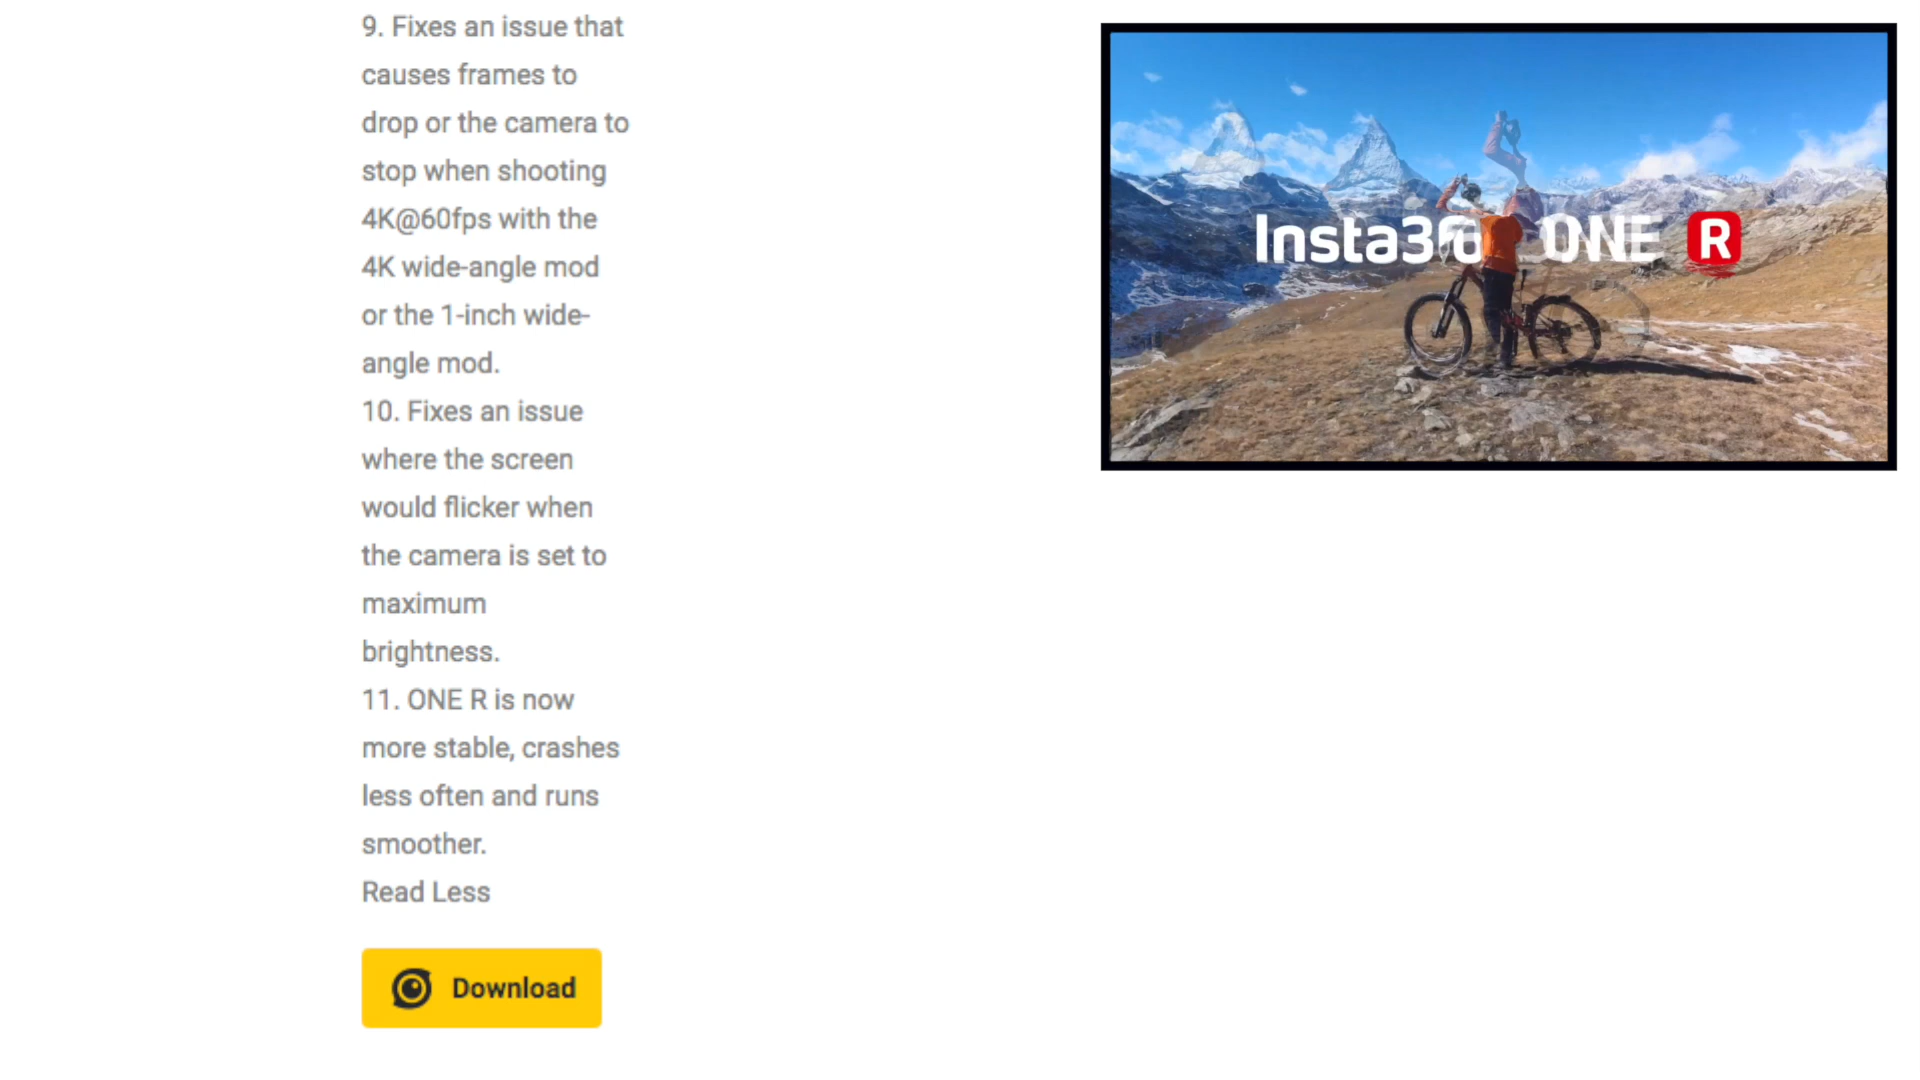 9. Fixes an issue that
causes frames to
drop or the camera to
stop when shooting
4K@60fps with the
4K wide-angle mod
or the 1-inch wide-
angle mod.
10. Fixes an issue
where the screen
would flicker when
the camera is set to
maximum
brightness.
11. ONE R is now
more stable, crashes
less often and runs
smoother.
Read Less
Download
Insta360 ONE R